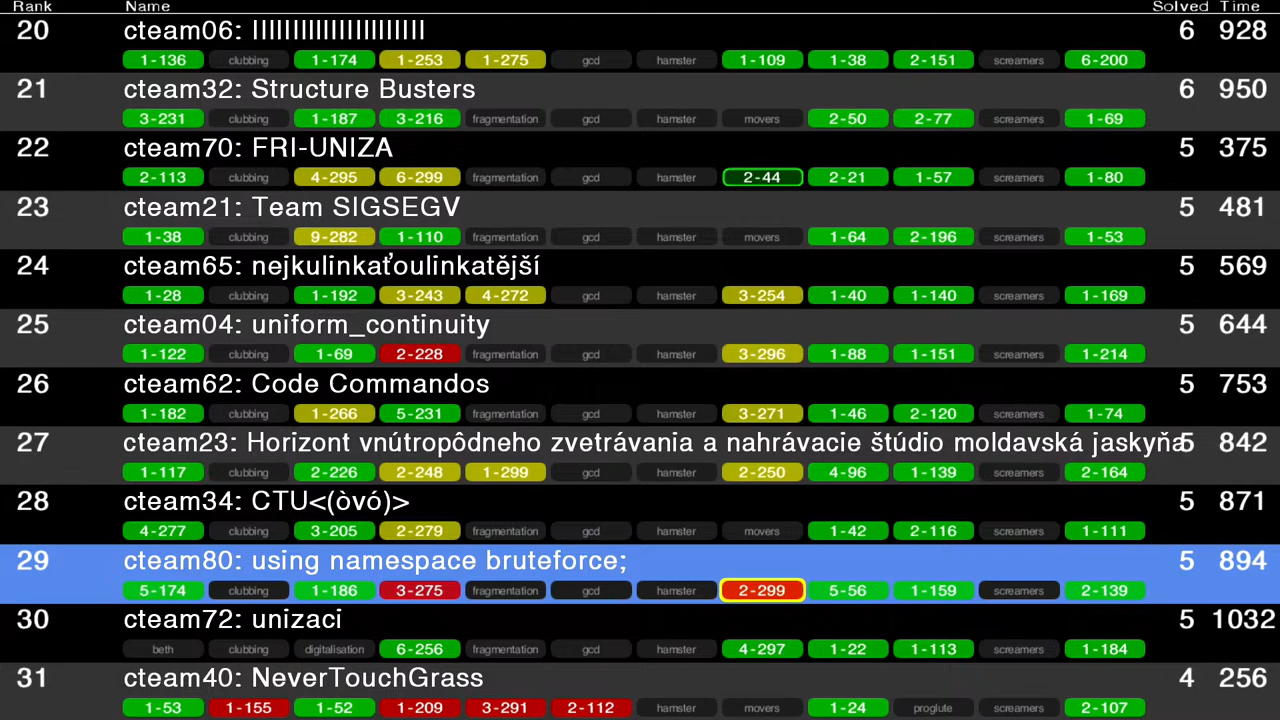 Rank Name Solved Time
20 cteam06: IIIIIIIIIIIIIIIIIIIIII 6 928
1-136 clubbing 1-174 1-253 1-275 gcd hamster 1-109 1-38 2-151 screamers 6-200
21 cteam32: Structure Busters 6 950
3-231 clubbing 1-187 3-216 fragmentation gcd hamster movers 2-50 2-77 screamers 1-69
22 cteam70: FRI-UNIZA 5 375
2-113 clubbing 4-295 6-299 fragmentation gcd hamster 2-44 2-21 1-57 screamers 1-80
23 cteam21: Team SIGSEGV 5 481
1-38 clubbing 9-282 1-110 fragmentation gcd hamster movers 1-64 2-196 screamers 1-53
24 cteam65: nejkulinkaťoulinkatější 5 569
1-28 clubbing 1-192 3-243 4-272 gcd hamster 3-254 1-40 1-140 screamers 1-169
25 cteam04: uniform_continuity 5 644
1-122 clubbing 1-69 2-228 fragmentation gcd hamster 3-296 1-88 1-151 screamers 1-214
26 cteam62: Code Commandos 5 753
1-182 clubbing 1-266 5-231 fragmentation gcd hamster 3-271 1-46 2-120 screamers 1-74
27 cteam23: Horizont vnútropôdneho zvetrávania a nahrávacie štúdio moldavská jaskyňa 5 842
1-117 clubbing 2-226 2-248 1-299 gcd hamster 2-250 4-96 1-139 screamers 2-164
28 cteam34: CTU<(òvó)> 5 871
4-277 clubbing 3-205 2-279 fragmentation gcd hamster movers 1-42 2-116 screamers 1-111
29 cteam80: using namespace bruteforce; 5 894
5-174 clubbing 1-186 3-275 fragmentation gcd hamster 2-299 5-56 1-159 screamers 2-139
30 cteam72: unizaci 5 1032
beth clubbing digitalisation 6-256 fragmentation gcd hamster 4-297 1-22 1-113 screamers 1-184
31 cteam40: NeverTouchGrass 4 256
1-53 1-155 1-52 1-209 3-291 2-112 hamster movers 1-24 proglute screamers 2-107